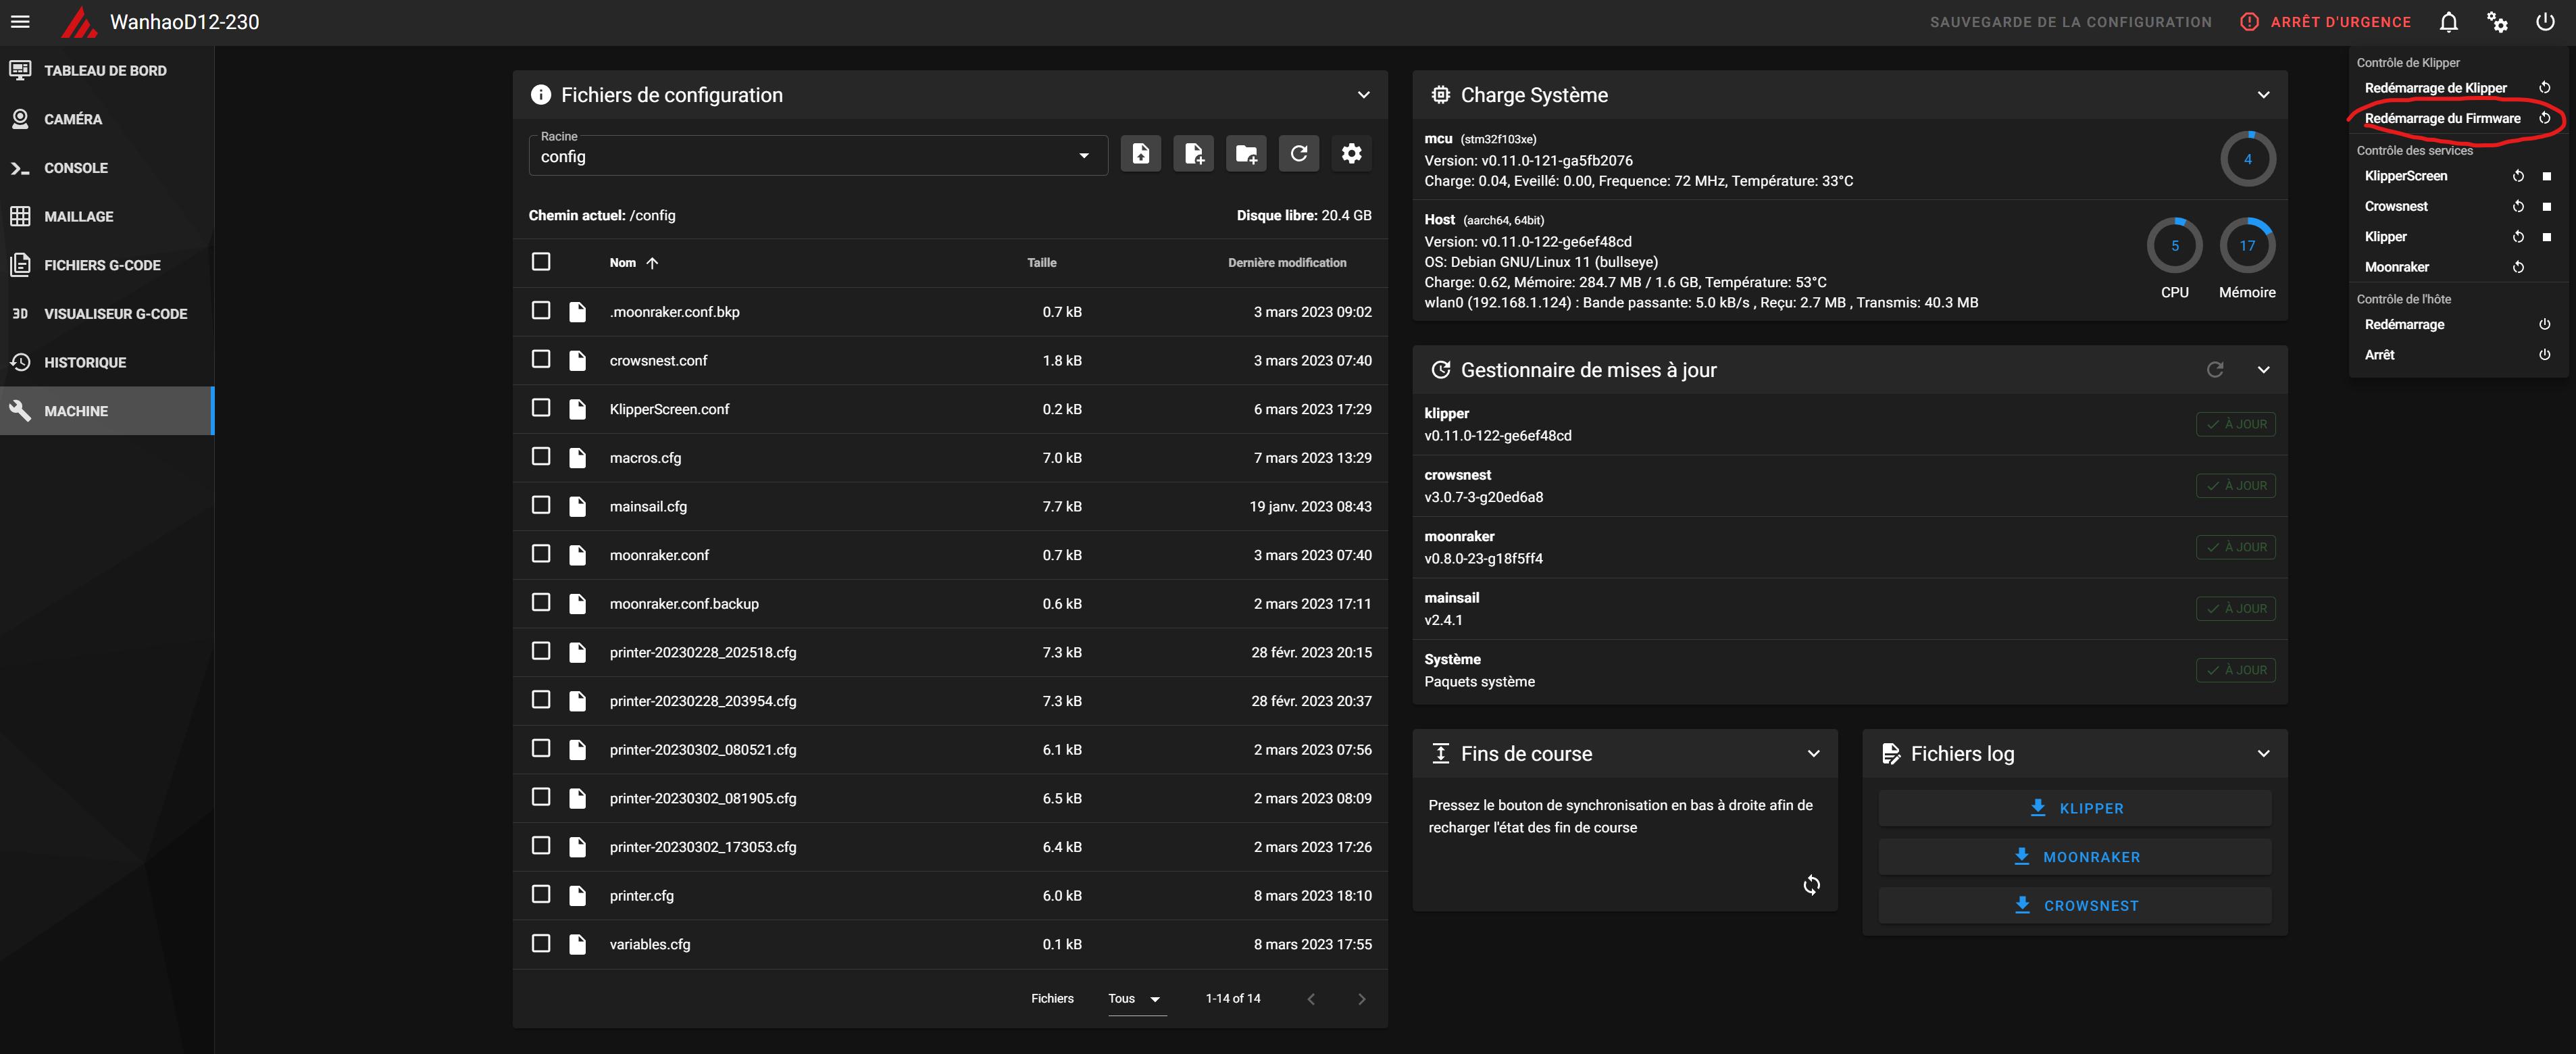 WanhaoD12-230
SAUVEGARDE DE LA CONFIGURATION
ARRÊT D'URGENCE
TABLEAU DE BORD
CAMÉRA
CONSOLE
MAILLAGE
FICHIERS G-CODE
3D VISUALISEUR G-CODE
HISTORIQUE
MACHINE
Fichiers de configuration
Racine
config
Chemin actuel: /config
Disque libre: 20.4 GB
Nom Taille Dernière modification
.moonraker.conf.bkp 0.7 kB 3 mars 2023 09:02
crowsnest.conf 1.8 kB 3 mars 2023 07:40
KlipperScreen.conf 0.2 kB 6 mars 2023 17:29
macros.cfg 7.0 kB 7 mars 2023 13:29
mainsail.cfg 7.7 kB 19 janv. 2023 08:43
moonraker.conf 0.7 kB 3 mars 2023 07:40
moonraker.conf.backup 0.6 kB 2 mars 2023 17:11
printer-20230228_202518.cfg 7.3 kB 28 févr. 2023 20:15
printer-20230228_203954.cfg 7.3 kB 28 févr. 2023 20:37
printer-20230302_080521.cfg 6.1 kB 2 mars 2023 07:56
printer-20230302_081905.cfg 6.5 kB 2 mars 2023 08:09
printer-20230302_173053.cfg 6.4 kB 2 mars 2023 17:26
printer.cfg 6.0 kB 8 mars 2023 18:10
variables.cfg 0.1 kB 8 mars 2023 17:55
Fichiers Tous 1-14 of 14
Charge Système
mcu (stm32f103xe)
Version: v0.11.0-121-ga5fb2076
Charge: 0.04, Eveillé: 0.00, Frequence: 72 MHz, Température: 33°C
4
Host (aarch64, 64bit)
Version: v0.11.0-122-ge6ef48cd
OS: Debian GNU/Linux 11 (bullseye)
Charge: 0.62, Mémoire: 284.7 MB / 1.6 GB, Température: 53°C
wlan0 (192.168.1.124) : Bande passante: 5.0 kB/s , Reçu: 2.7 MB , Transmis: 40.3 MB
5 17
CPU Mémoire
Gestionnaire de mises à jour
klipper
v0.11.0-122-ge6ef48cd
À JOUR
crowsnest
v3.0.7-3-g20ed6a8
À JOUR
moonraker
v0.8.0-23-g18f5ff4
À JOUR
mainsail
v2.4.1
À JOUR
Système
Paquets système
À JOUR
Fins de course
Pressez le bouton de synchronisation en bas à droite afin de
recharger l'état des fin de course
Fichiers log
KLIPPER
MOONRAKER
CROWSNEST
Contrôle de Klipper
Redémarrage de Klipper
Redémarrage du Firmware
Contrôle des services
KlipperScreen
Crowsnest
Klipper
Moonraker
Contrôle de l'hôte
Redémarrage
Arrêt